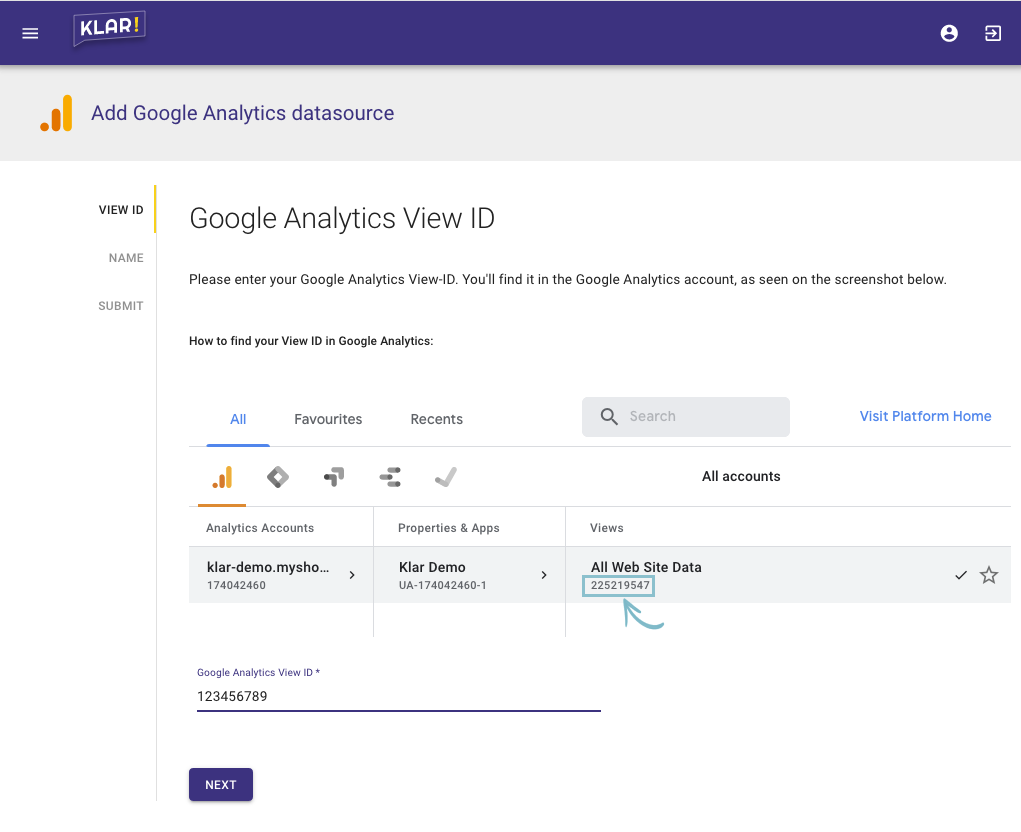 KLAR!
Add Google Analytics datasource
VIEW ID
NAME
SUBMIT
Google Analytics View ID
Please enter your Google Analytics View-ID. You'll find it in the Google Analytics account, as seen on the screenshot below.
How to find your View ID in Google Analytics:
All Favourites Recents Search Visit Platform Home
All accounts
Analytics Accounts Properties & Apps Views
klar-demo.mysho... Klar Demo All Web Site Data
174042460 UA-174042460-1 225219547
Google Analytics View ID *
123456789
NEXT